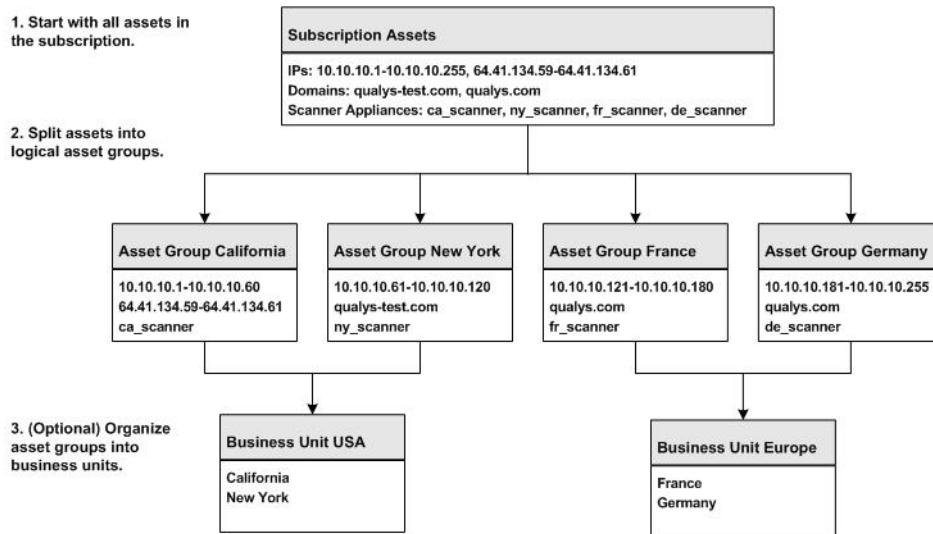 1. Start with all assets in
the subscription.
Subscription Assets
IPs: 10.10.10.1-10.10.10.255, 64.41.134.59-64.41.134.61
Domains: qualys-test.com, qualys.com
Scanner Appliances: ca_scanner, ny_scanner, fr_scanner, de_scanner
2. Split assets into
logical asset groups.
Asset Group California
10.10.10.1-10.10.10.60
64.41.134.59-64.41.134.61
ca_scanner
Asset Group New York
10.10.10.61-10.10.10.120
qualys-test.com
ny_scanner
Asset Group France
10.10.10.121-10.10.10.180
qualys.com
fr_scanner
Asset Group Germany
10.10.10.181-10.10.10.255
qualys.com
de_scanner
3. (Optional) Organize
asset groups into
business units.
Business Unit USA
California
New York
Business Unit Europe
France
Germany